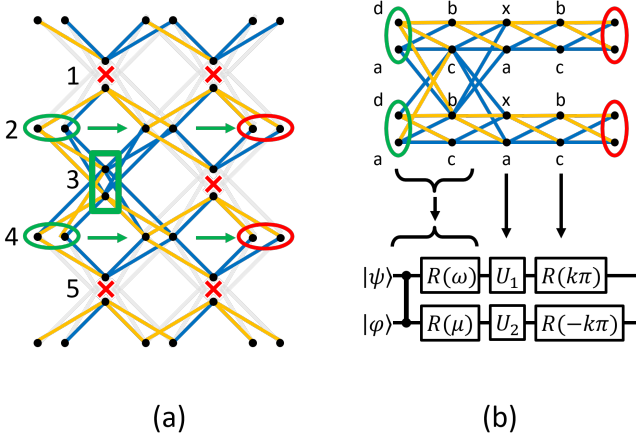 1
2
3
4
5
(a)
d b x b
a c a c
d b x b
a c a c
|ψ⟩ R(ω) U₁ R(kπ)
|φ⟩ R(μ) U₂ R(−kπ)
(b)